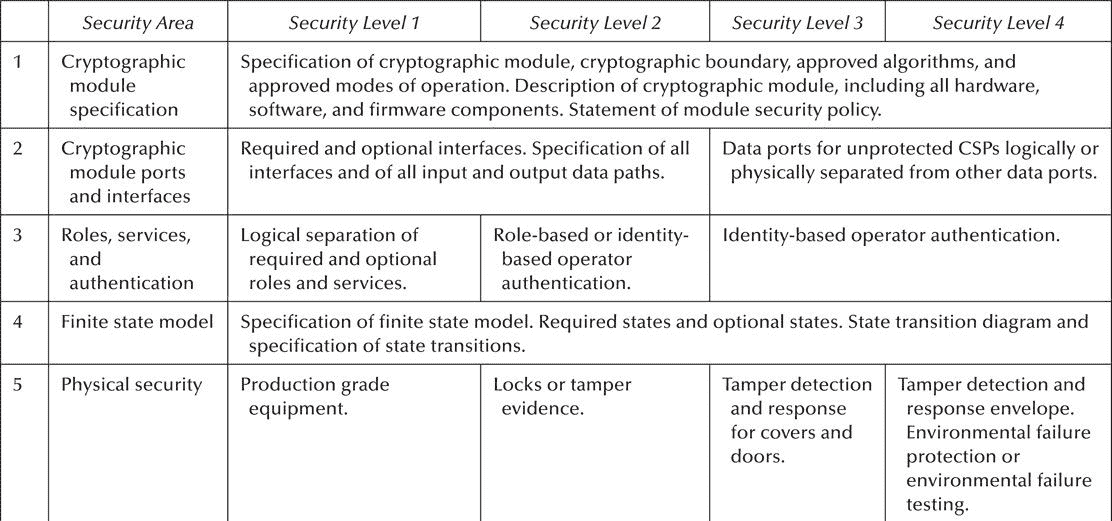 Security Area Security Level 1 Security Level 2 Security Level 3 Security Level 4
1 Cryptographic module specification
Specification of cryptographic module, cryptographic boundary, approved algorithms, and
approved modes of operation. Description of cryptographic module, including all hardware,
software, and firmware components. Statement of module security policy.
2 Cryptographic
module ports
and interfaces
Required and optional interfaces. Specification of all
interfaces and of all input and output data paths.
Data ports for unprotected CSPs logically or
physically separated from other data ports.
3 Roles, services,
and
authentication
Logical separation of
required and optional
roles and services.
Role-based or identity-
based operator
authentication.
Identity-based operator authentication.
4 Finite state model
Specification of finite state model. Required states and optional states. State transition diagram and
specification of state transitions.
5 Physical security
Production grade
equipment.
Locks or tamper
evidence.
Tamper detection
and response
for covers and
doors.
Tamper detection and
response envelope.
Environmental failure
protection or
environmental failure
testing.